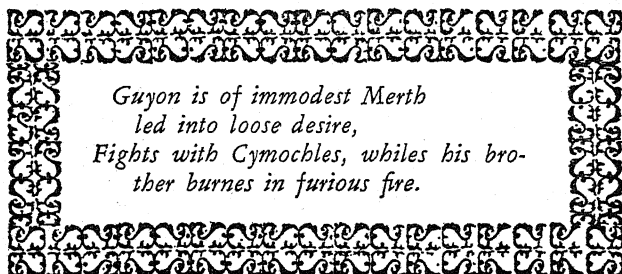 Guyon is of immodest Merth
led into loose desire,
Fights with Cymochles, whiles his bro-
ther burnes in furious fire.